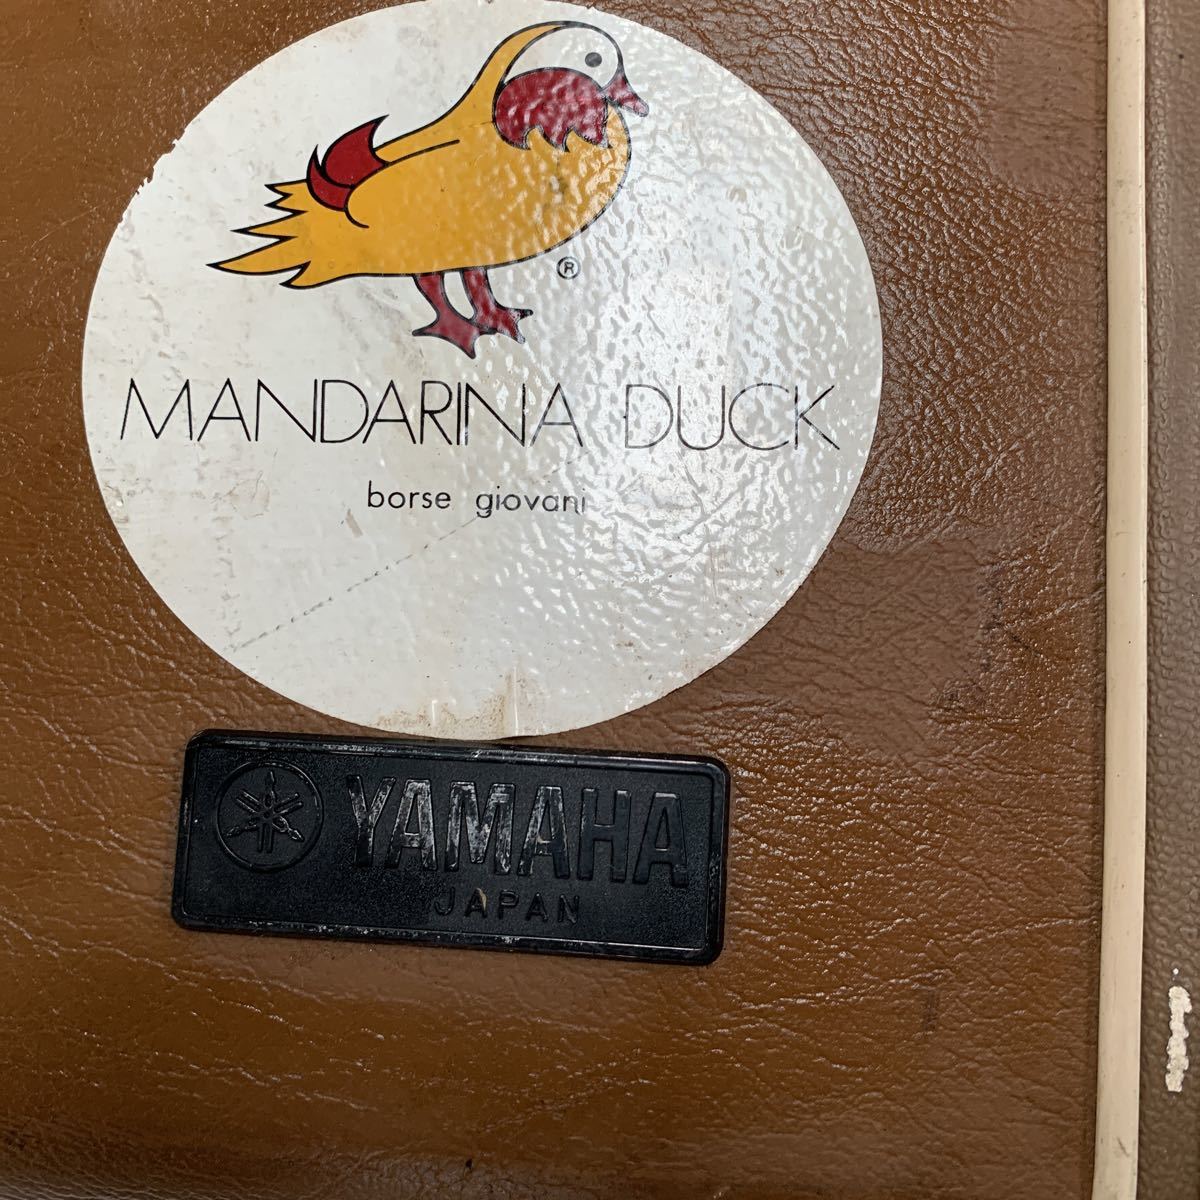 ®
MANDARINA DUCK
borse giovani
YAMAHA
JAPAN